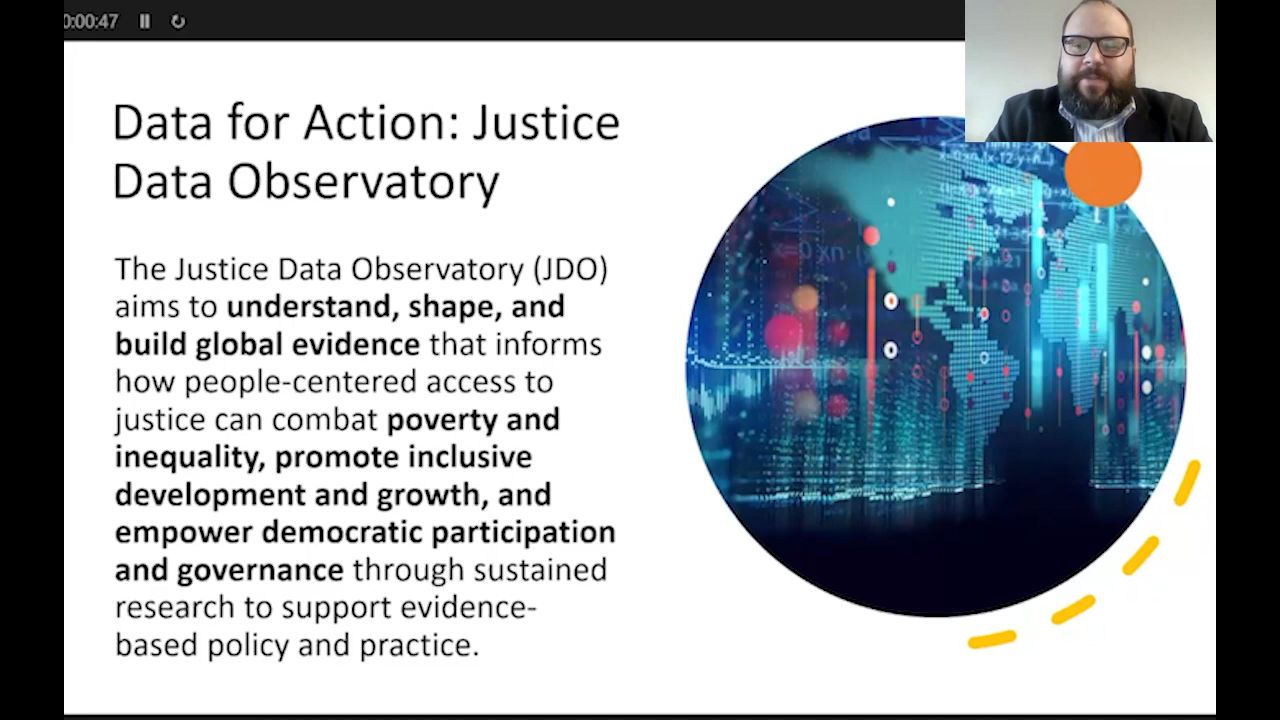 0:00:47
Data for Action: Justice
Data Observatory
The Justice Data Observatory (JDO)
aims to understand, shape, and
build global evidence that informs
how people-centered access to
justice can combat poverty and
inequality, promote inclusive
development and growth, and
empower democratic participation
and governance through sustained
research to support evidence-
based policy and practice.